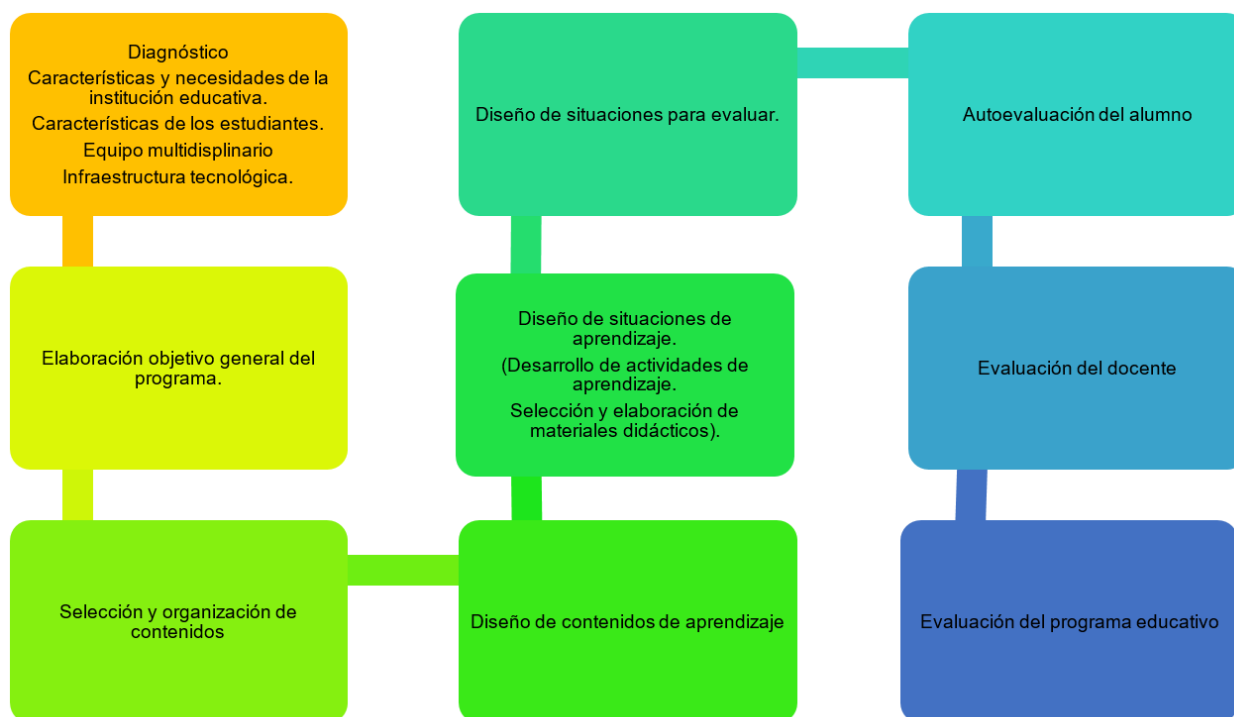 Diagnóstico
Características y necesidades de la
institución educativa.
Características de los estudiantes.
Equipo multidisplinario
Infraestructura tecnológica.
Elaboración objetivo general del
programa.
Selección y organización de
contenidos
Diseño de contenidos de aprendizaje
Diseño de situaciones de
aprendizaje.
(Desarrollo de actividades de
aprendizaje.
Selección y elaboración de
materiales didácticos).
Diseño de situaciones para evaluar.
Autoevaluación del alumno
Evaluación del docente
Evaluación del programa educativo